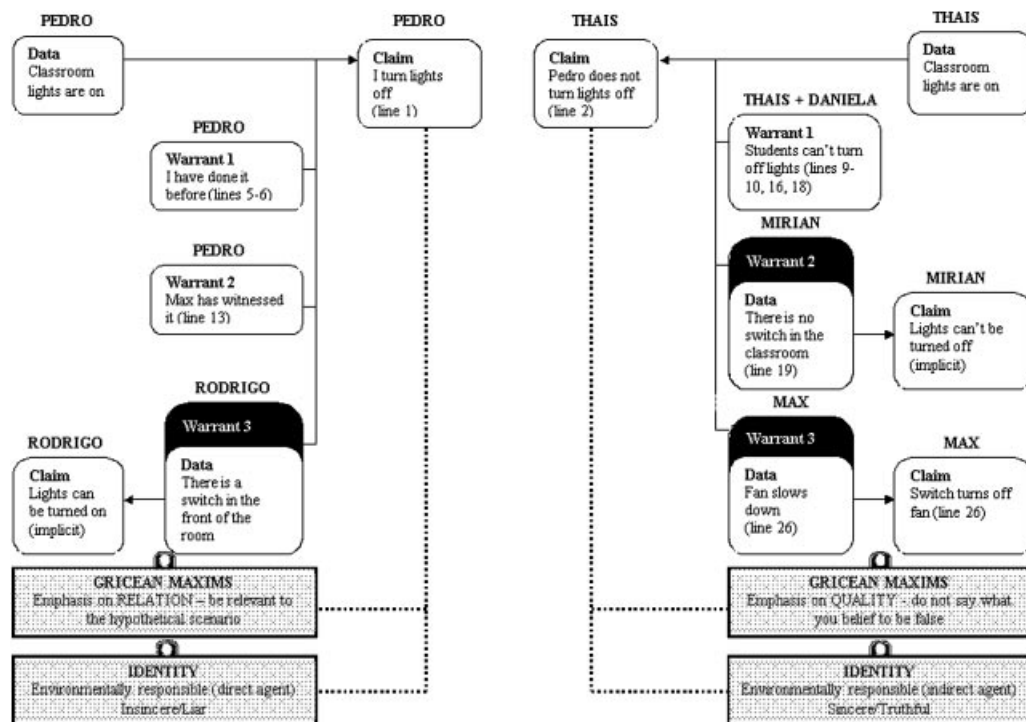 PEDRO
Data
Classroom
lights are on
PEDRO
Claim
I turn lights
off
(line 1)
PEDRO
Warrant 1
I have done it
before (lines 5-6)
PEDRO
Warrant 2
Max has witnessed
it (line 13)
RODRIGO
Warrant 3
Data
There is a
switch in the
front of the
room
RODRIGO
Claim
Lights can
be turned on
(implicit)
GRICEAN MAXIMS
Emphasis on RELATION – be relevant to
the hypothetical scenario
IDENTITY
Environmentally responsible (direct agent)
Insincere/Liar
THAIS
Claim
Pedro does not
turn lights off
(line 2)
THAIS
Data
Classroom
lights are on
THAIS + DANIELA
Warrant 1
Students can't turn
off lights (lines 9-
10, 16, 18)
MIRIAN
Warrant 2
Data
There is no
switch in the
classroom
(line 19)
MIRIAN
Claim
Lights can't be
turned off
(implicit)
MAX
Warrant 3
Data
Fan slows
down
(line 26)
MAX
Claim
Switch turns off
fan (line 26)
GRICEAN MAXIMS
Emphasis on QUALITY - do not say what
you belief to be false
IDENTITY
Environmentally responsible (indirect agent)
Sincere/Truthful